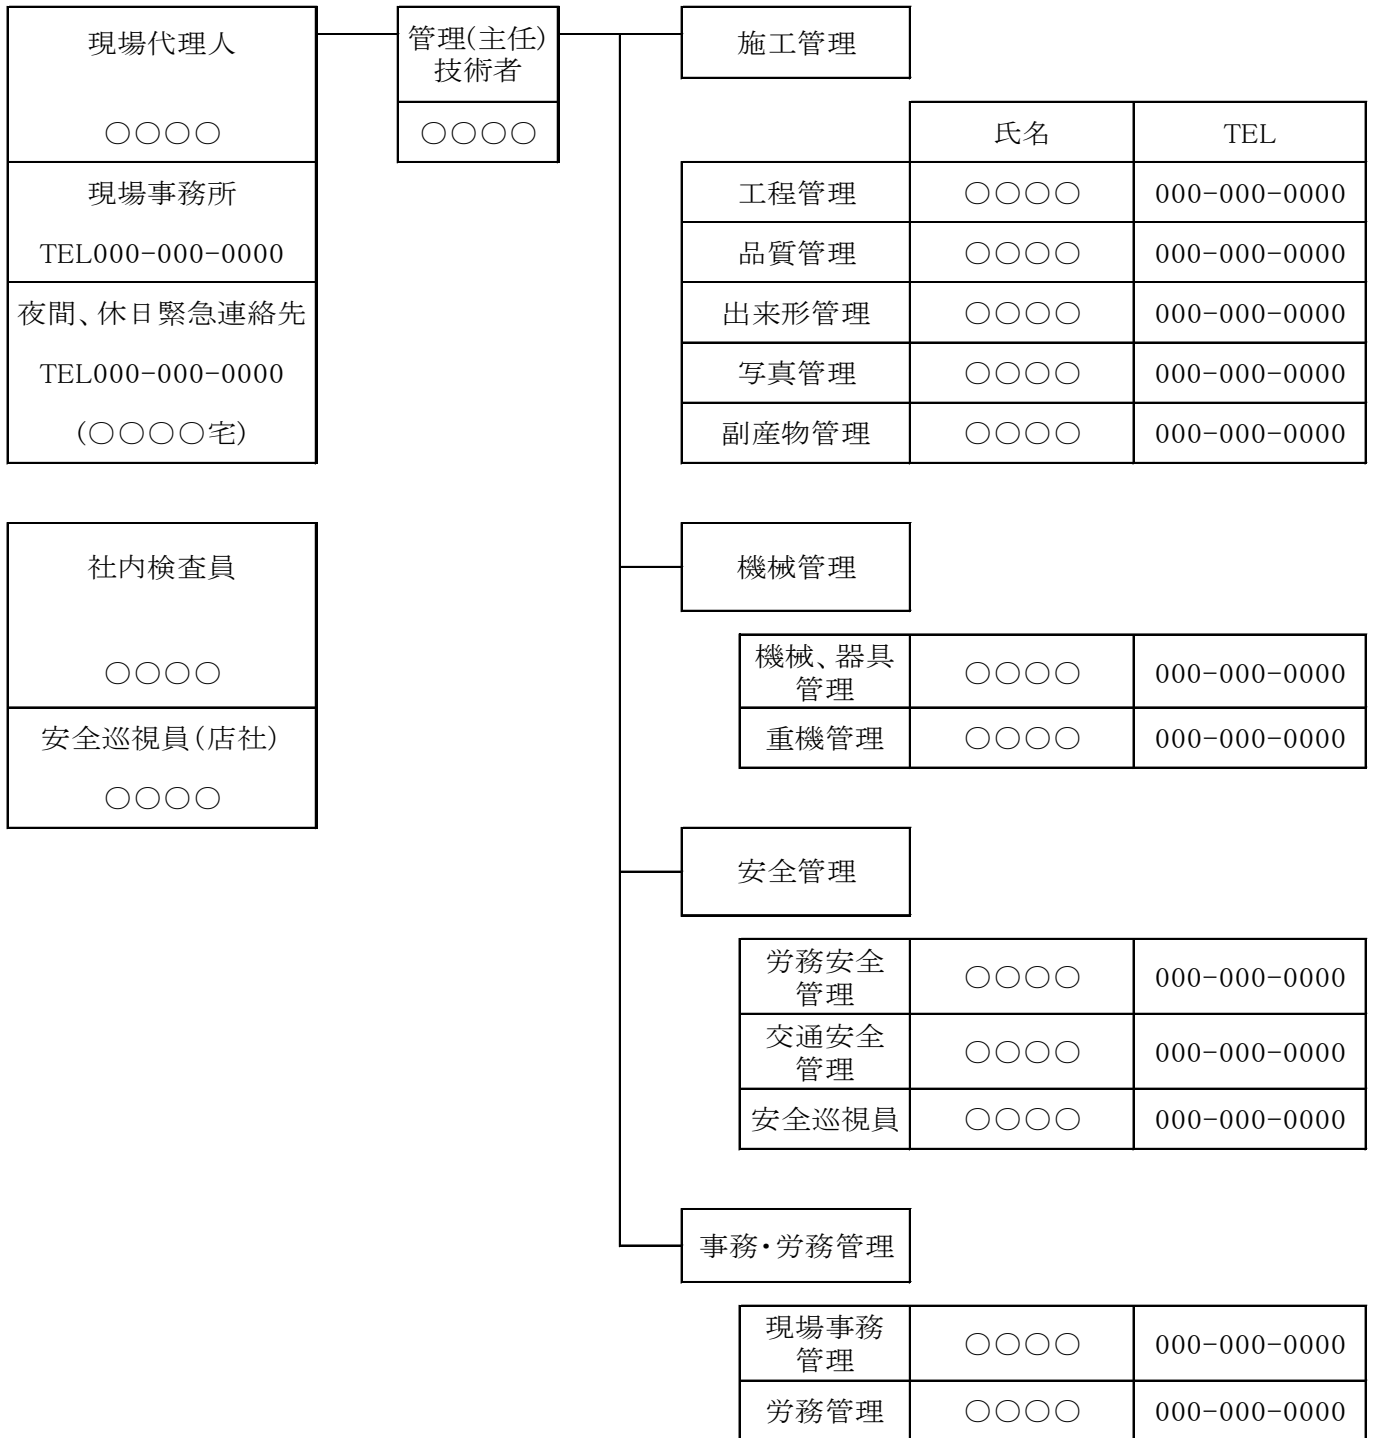 現場代理人
○○○○
現場事務所
TEL000-000-0000
夜間、休日緊急連絡先
TEL000-000-0000
(○○○○宅)
管理(主任)
技術者
○○○○
施工管理
氏名 TEL
工程管理 ○○○○ 000-000-0000
品質管理 ○○○○ 000-000-0000
出来形管理 ○○○○ 000-000-0000
写真管理 ○○○○ 000-000-0000
副産物管理 ○○○○ 000-000-0000
社内検査員
○○○○
安全巡視員(店社)
○○○○
機械管理
機械、器具
管理 ○○○○ 000-000-0000
重機管理 ○○○○ 000-000-0000
安全管理
労務安全
管理 ○○○○ 000-000-0000
交通安全
管理 ○○○○ 000-000-0000
安全巡視員 ○○○○ 000-000-0000
事務・労務管理
現場事務
管理 ○○○○ 000-000-0000
労務管理 ○○○○ 000-000-0000